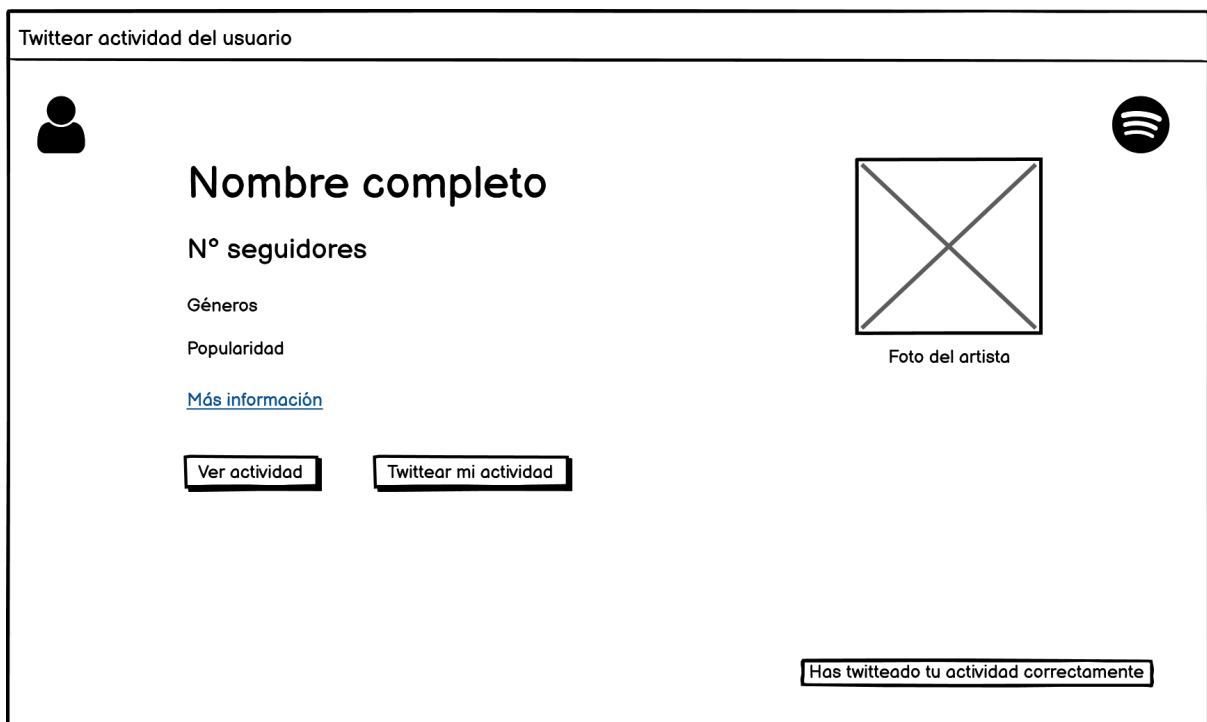 Twittear actividad del usuario
Nombre completo
Nº seguidores
Géneros
Popularidad
Foto del artista
Más información
Ver actividad
Twittear mi actividad
Has twitteado tu actividad correctamente